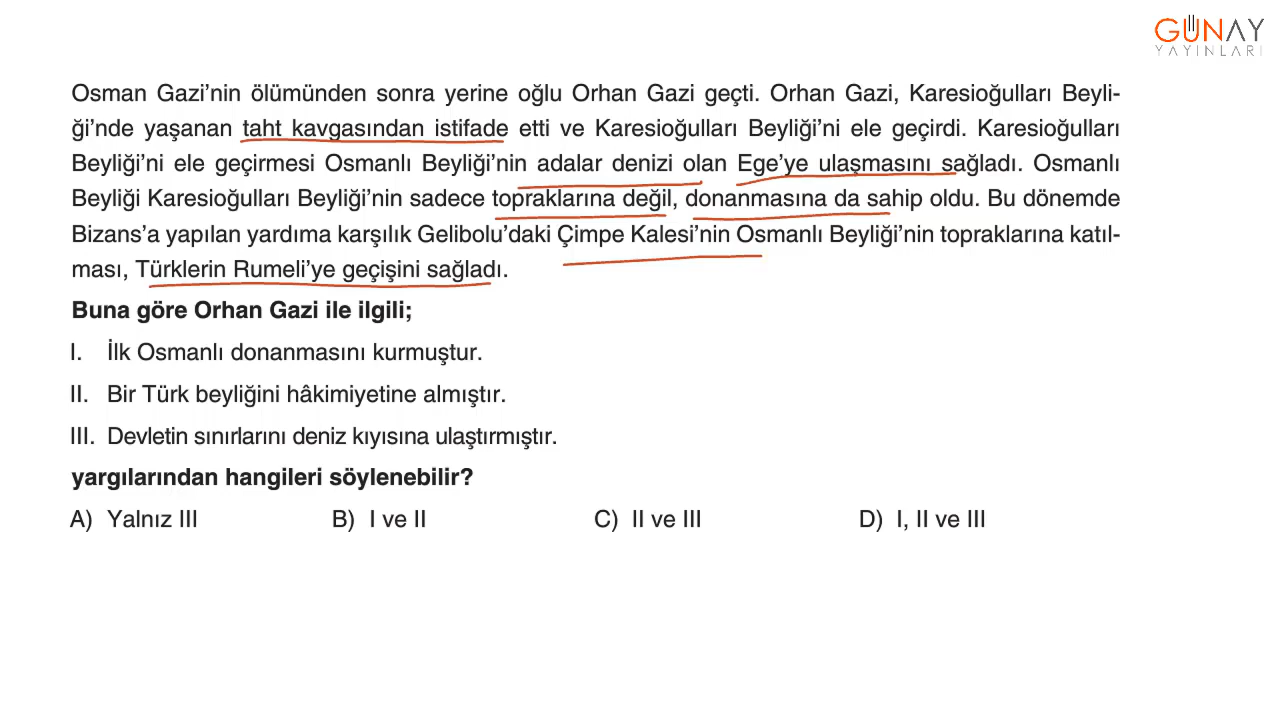 GÜNAY
YAYINLARI
Osman Gazi’nin ölümünden sonra yerine oğlu Orhan Gazi geçti. Orhan Gazi, Karesioğulları Beyli-
ği’nde yaşanan taht kavgasından istifade etti ve Karesioğulları Beyliği’ni ele geçirdi. Karesioğulları
Beyliği’ni ele geçirmesi Osmanlı Beyliği’nin adalar denizi olan Ege’ye ulaşmasını sağladı. Osmanlı
Beyliği Karesioğulları Beyliği’nin sadece topraklarına değil, donanmasına da sahip oldu. Bu dönemde
Bizans’a yapılan yardıma karşılık Gelibolu’daki Çimpe Kalesi’nin Osmanlı Beyliği’nin topraklarına katıl-
ması, Türklerin Rumeli’ye geçişini sağladı.
Buna göre Orhan Gazi ile ilgili;
I. İlk Osmanlı donanmasını kurmuştur.
II. Bir Türk beyliğini hâkimiyetine almıştır.
III. Devletin sınırlarını deniz kıyısına ulaştırmıştır.
yargılarından hangileri söylenebilir?
A) Yalnız III B) I ve II C) II ve III D) I, II ve III